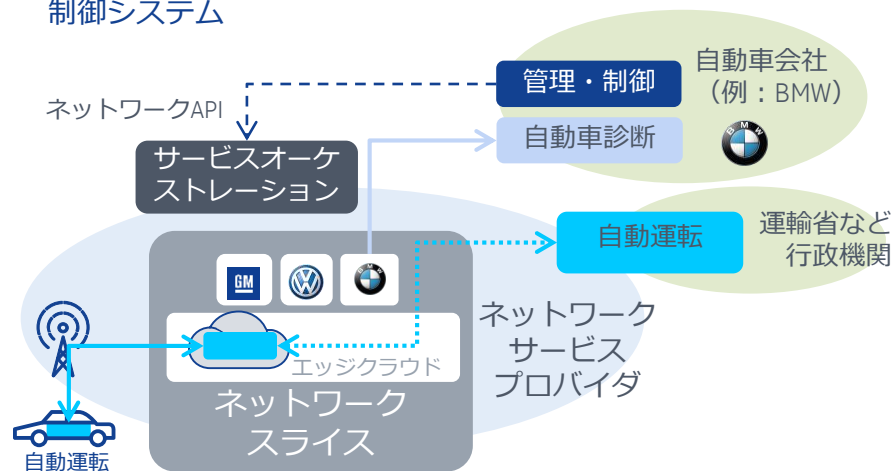 制御システム
管理・制御
自動車会社
（例：BMW）
ネットワークAPI
自動車診断
BMW
サービスオーケ
ストレーション
自動運転
運輸省など
行政機関
GM
ネットワーク
サービス
プロバイダ
エッジクラウド
ネットワーク
スライス
自動運転